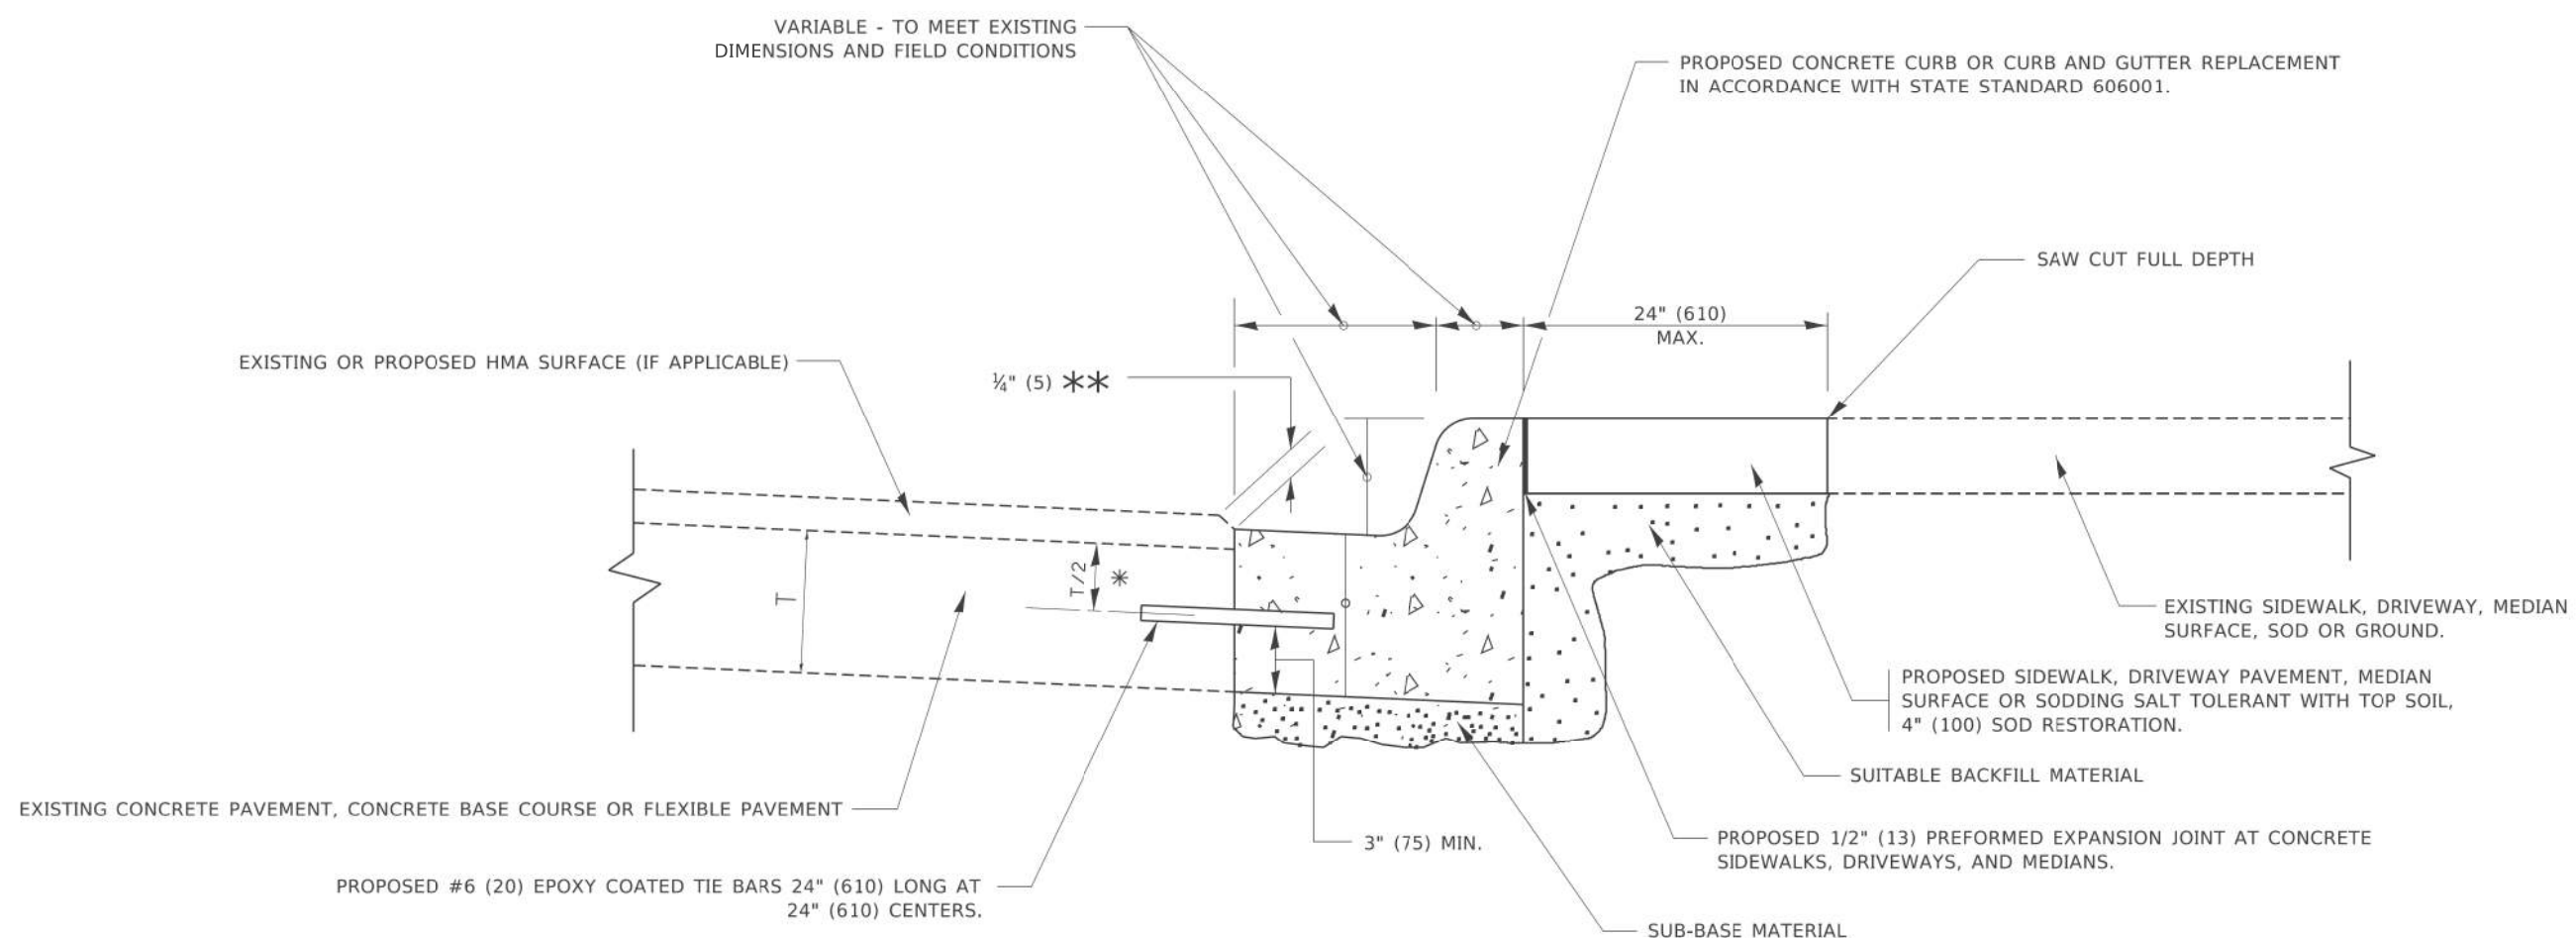 VARIABLE - TO MEET EXISTING
DIMENSIONS AND FIELD CONDITIONS
PROPOSED CONCRETE CURB OR CURB AND GUTTER REPLACEMENT
IN ACCORDANCE WITH STATE STANDARD 606001.
SAW CUT FULL DEPTH
24" (610)
MAX.
EXISTING OR PROPOSED HMA SURFACE (IF APPLICABLE)
¼" (5) **
T
T/2 *
EXISTING SIDEWALK, DRIVEWAY, MEDIAN
SURFACE, SOD OR GROUND.
PROPOSED SIDEWALK, DRIVEWAY PAVEMENT, MEDIAN
SURFACE OR SODDING SALT TOLERANT WITH TOP SOIL,
4" (100) SOD RESTORATION.
SUITABLE BACKFILL MATERIAL
EXISTING CONCRETE PAVEMENT, CONCRETE BASE COURSE OR FLEXIBLE PAVEMENT
3" (75) MIN.
PROPOSED 1/2" (13) PREFORMED EXPANSION JOINT AT CONCRETE
SIDEWALKS, DRIVEWAYS, AND MEDIANS.
PROPOSED #6 (20) EPOXY COATED TIE BARS 24" (610) LONG AT
24" (610) CENTERS.
SUB-BASE MATERIAL